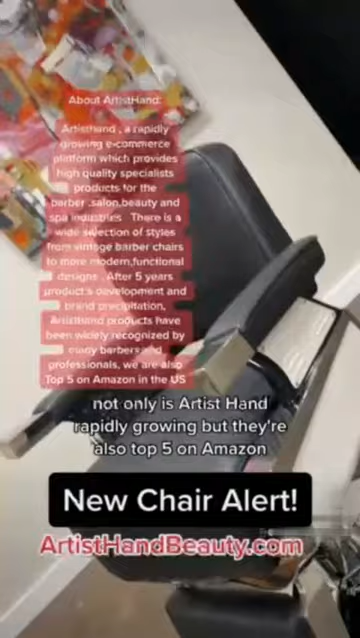 About ArtistHand:
Artisthand , a rapidly
growing e-commerce
platform which provides
high quality specialists
products for the
barber ,salon,beauty and
spa industries There is a
wide selection of styles
from vintage barber chairs
to more modern,functional
designs . After 5 years
product's development and
brand precipitation,
Artisthand products have
been widely recognized by
many barbers and
professionals, we are also
Top 5 on Amazon in the US
not only is Artist Hand
rapidly growing but they're
also top 5 on Amazon
New Chair Alert!
ArtistHandBeauty.com